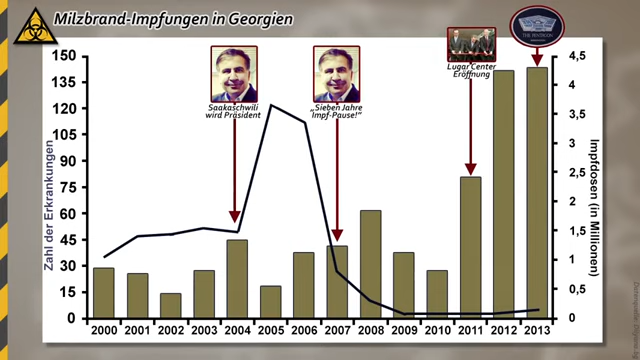 Milzbrand-Impfungen in Georgien
THE PENTAGON
Saakaschwili
wird Präsident
„Sieben Jahre
Impf-Pause!"
Lugar Center
Eröffnung
Zahl der Erkrankungen
150
135
120
105
90
75
60
45
30
15
0
4,5
4
3,5
3
2,5
2
1,5
1
0,5
0
Impfdosen (in Millionen)
2000 2001 2002 2003 2004 2005 2006 2007 2008 2009 2010 2011 2012 2013